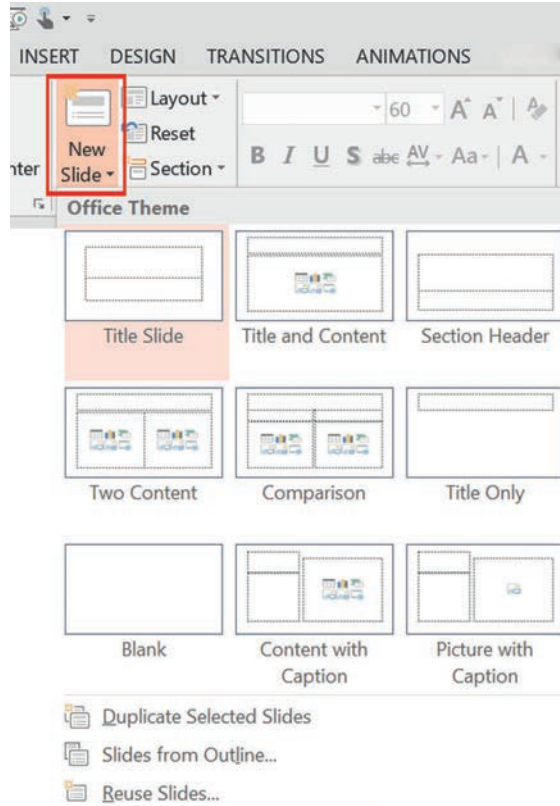 INSERT DESIGN TRANSITIONS ANIMATIONS
Layout
60 A A
New
Slide
Reset
B I U S abc AV Aa A
nter
Section
Office Theme
Title Slide Title and Content Section Header
Two Content Comparison Title Only
Blank Content with
Caption Picture with
Caption
Duplicate Selected Slides
Slides from Outline...
Reuse Slides...